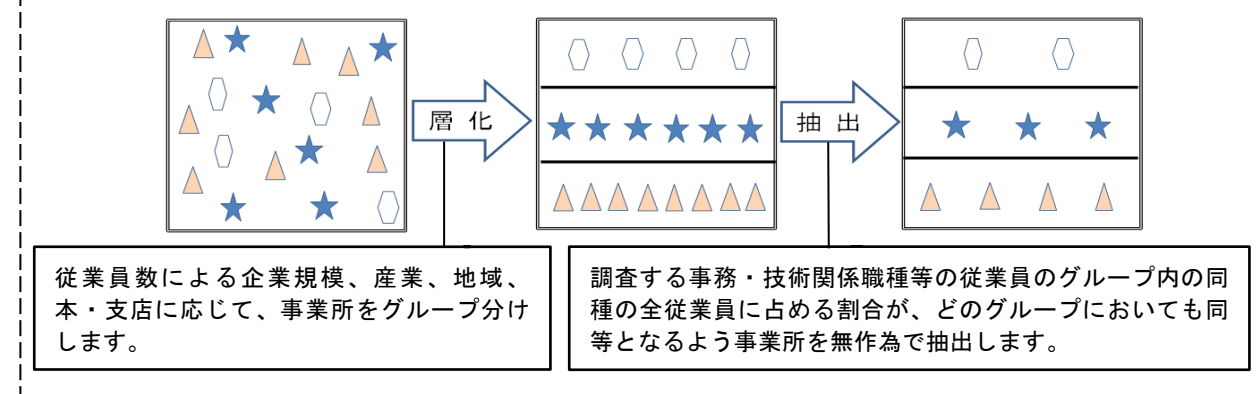 層化
抽出
従業員数による企業規模、産業、地域、
本・支店に応じて、事業所をグループ分け
します。
調査する事務・技術関係職種等の従業員のグループ内の同
種の全従業員に占める割合が、どのグループにおいても同
等となるよう事業所を無作為で抽出します。